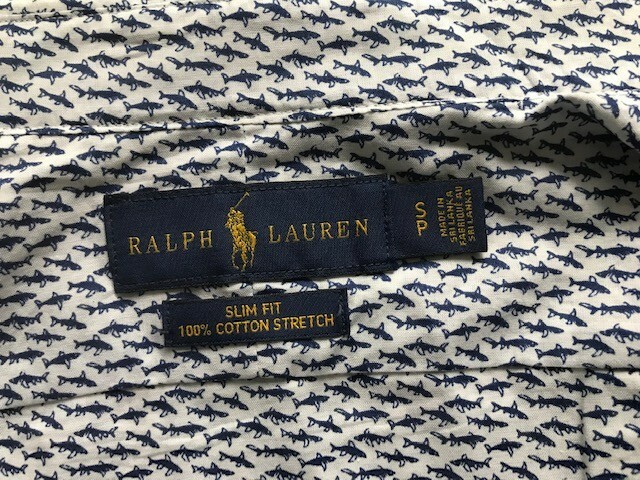 RALPH LAUREN
S
P
MADE IN
SRI LANKA
FABRIQUÉ AU
SRI LANKA
SLIM FIT
100% COTTON STRETCH